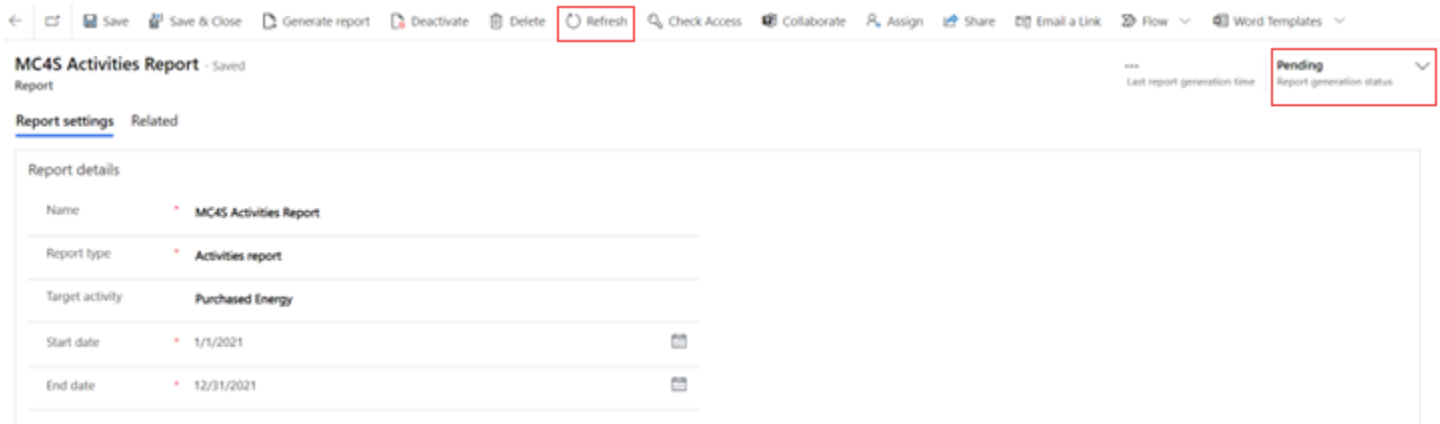 Save Save & Close Generate report Deactivate Delete Refresh Check Access Collaborate Assign Share Email a Link Flow Word Templates
MC4S Activities Report - Saved
Report
--- Pending
Last report generation time Report generation status
Report settings Related
Report details
Name * MC4S Activities Report
Report type * Activities report
Target activity Purchased Energy
Start date * 1/1/2021
End date * 12/31/2021